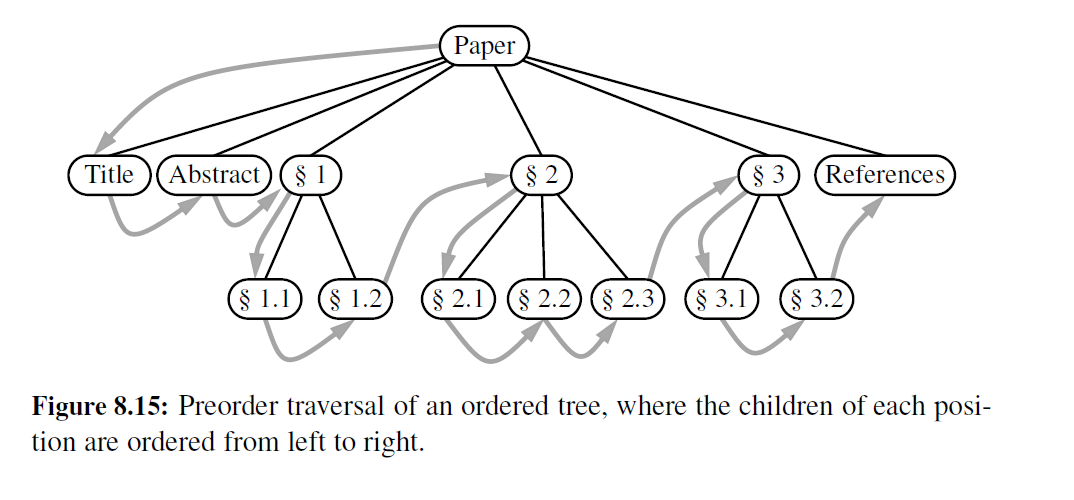 Paper
Title Abstract § 1 § 2 § 3 References
§ 1.1 § 1.2 § 2.1 § 2.2 § 2.3 § 3.1 § 3.2
Figure 8.15: Preorder traversal of an ordered tree, where the children of each posi-
tion are ordered from left to right.